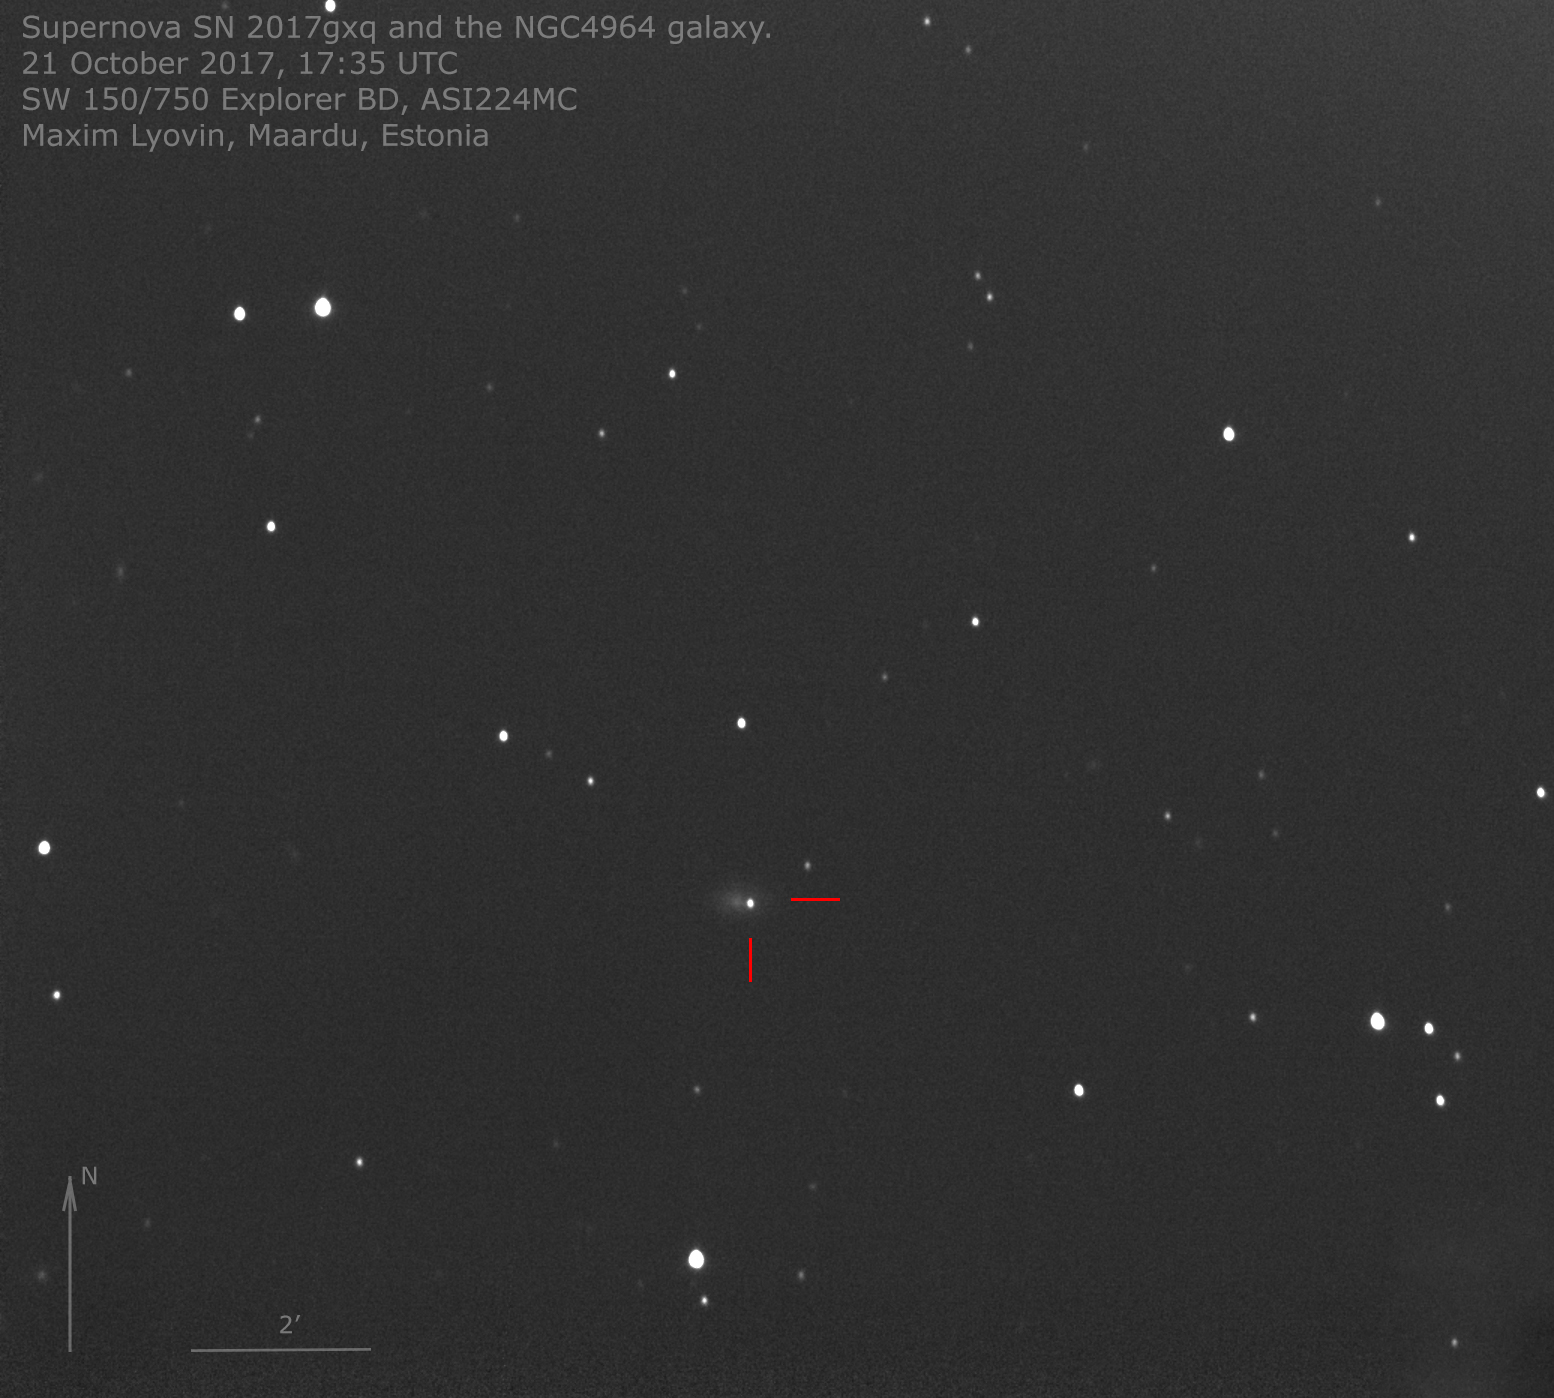 Supernova SN 2017gxq and the NGC4964 galaxy.
21 October 2017, 17:35 UTC
SW 150/750 Explorer BD, ASI224MC
Maxim Lyovin, Maardu, Estonia
N
2′